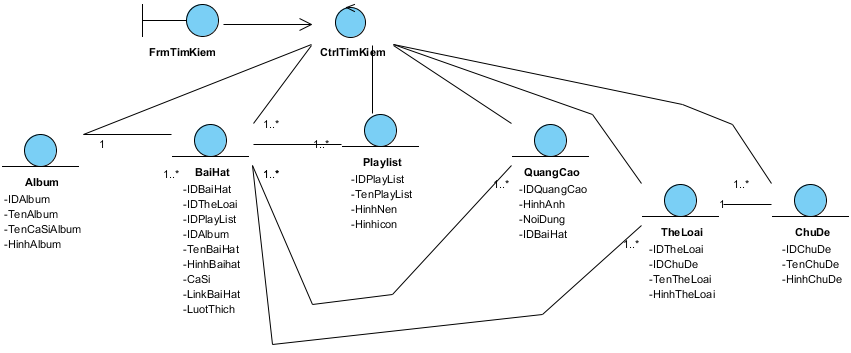 FrmTimKiem
CtrlTimKiem
1
1..*
1..*
1..*
1..*
1..*
1..*
1..*
1
Album
-IDAlbum
-TenAlbum
-TenCaSiAlbum
-HinhAlbum
BaiHat
-IDBaiHat
-IDTheLoai
-IDPlayList
-IDAlbum
-TenBaiHat
-HinhBaihat
-CaSi
-LinkBaiHat
-LuotThich
Playlist
-IDPlayList
-TenPlayList
-HinhNen
-Hinhicon
QuangCao
-IDQuangCao
-HinhAnh
-NoiDung
-IDBaiHat
TheLoai
-IDTheLoai
-IDChuDe
-TenTheLoai
-HinhTheLoai
ChuDe
-IDChuDe
-TenChuDe
-HinhChuDe